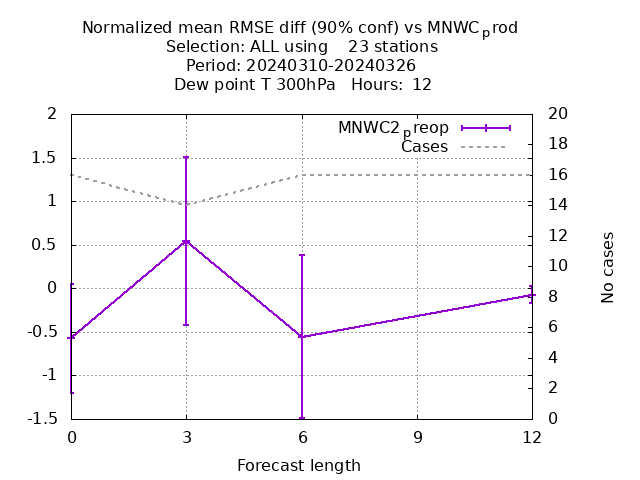 Normalized mean RMSE diff (90% conf) vs MNWCprod
Selection: ALL using 23 stations
Period: 20240310-20240326
Dew point T 300hPa Hours: 12
MNWC2preop
Cases
2
1.5
1
0.5
0
-0.5
-1
-1.5
20
18
16
14
12
10
8
6
4
2
0
No cases
0 3 6 9 12
Forecast length